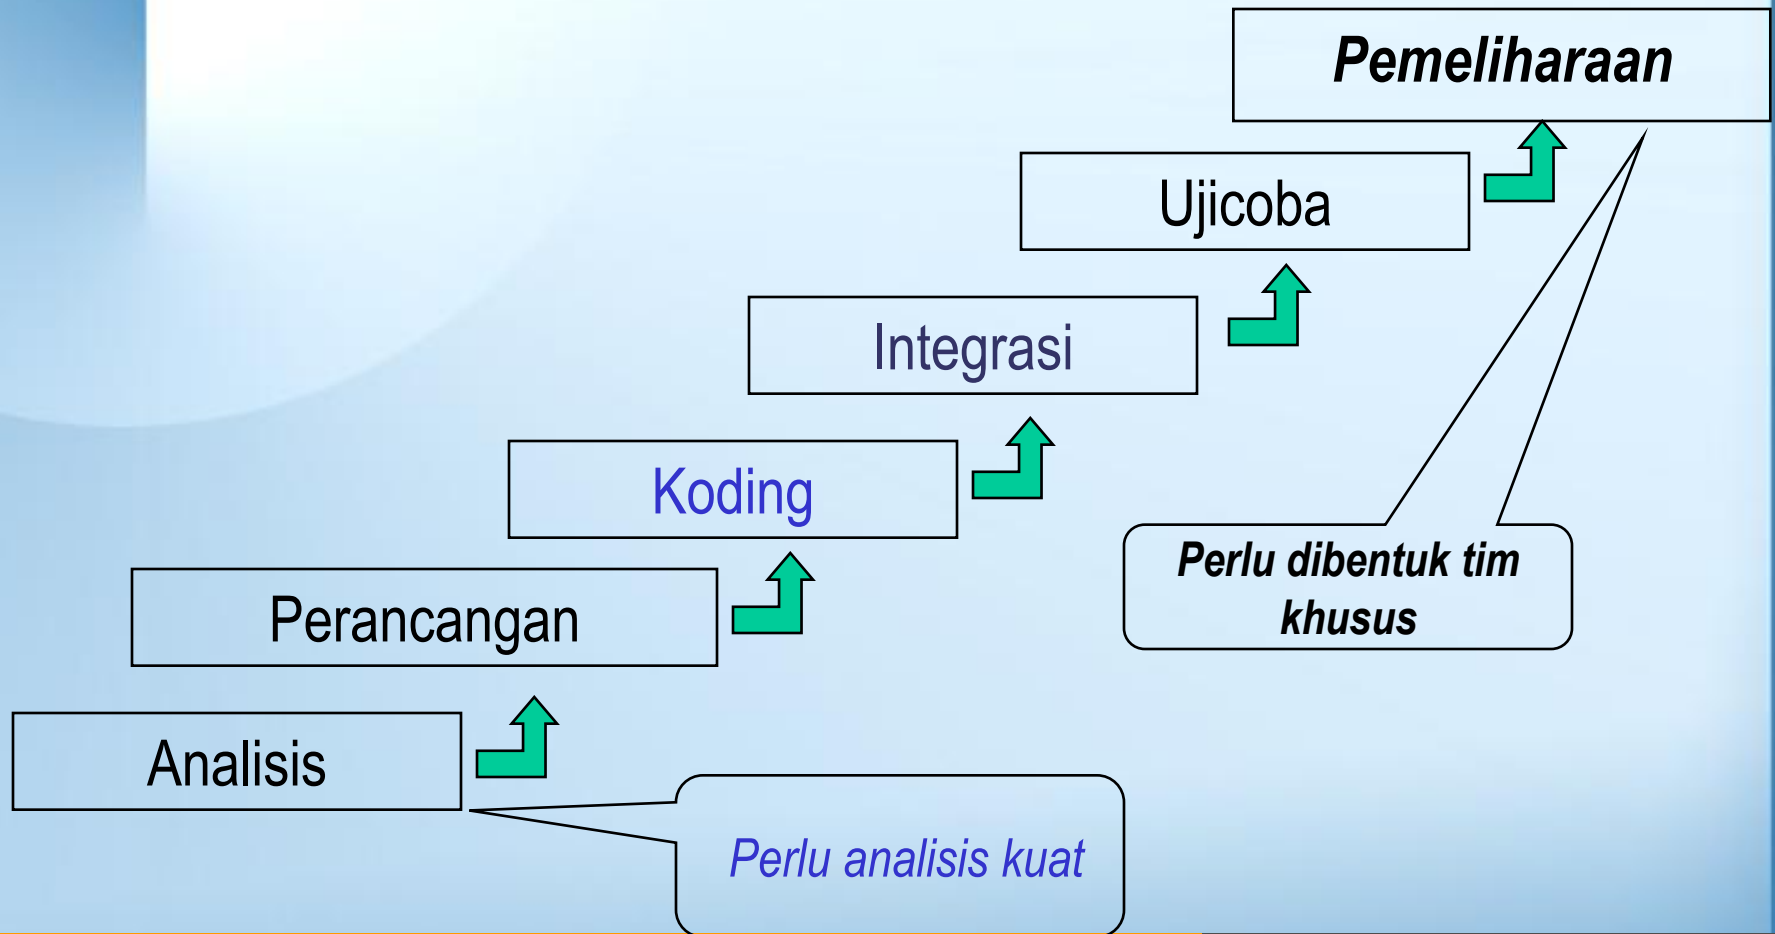 Pemeliharaan
Ujicoba
Integrasi
Koding
Perlu dibentuk tim
khusus
Perancangan
Analisis
Perlu analisis kuat